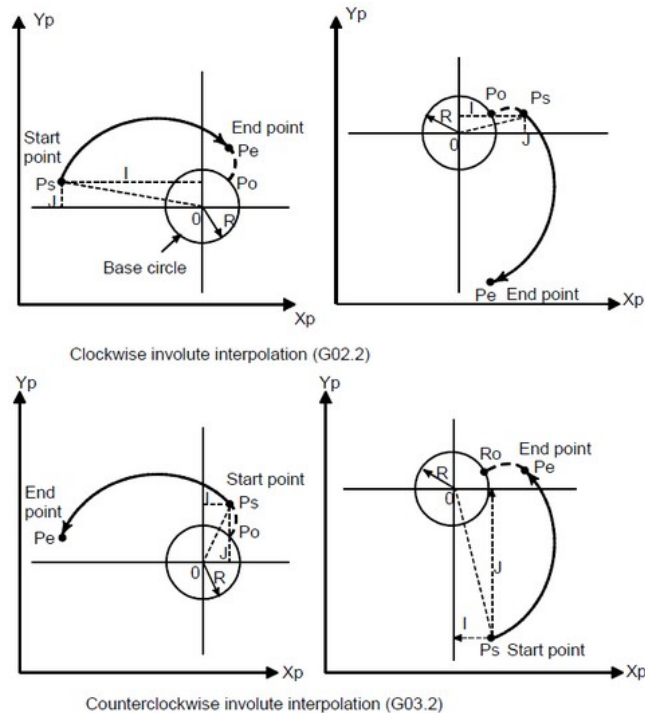 Yp
Start
point
Ps
I
J
End point
Pe
Po
0
R
Base circle
Xp
Yp
Po
Ps
I
R
0
J
Pe End point
Xp
Clockwise involute interpolation (G02.2)
Yp
End
point
Pe
Start point
I
Ps
Po
J
0
R
Xp
Yp
Ro
End point
Pe
R
0
J
I
Ps Start point
Xp
Counterclockwise involute interpolation (G03.2)